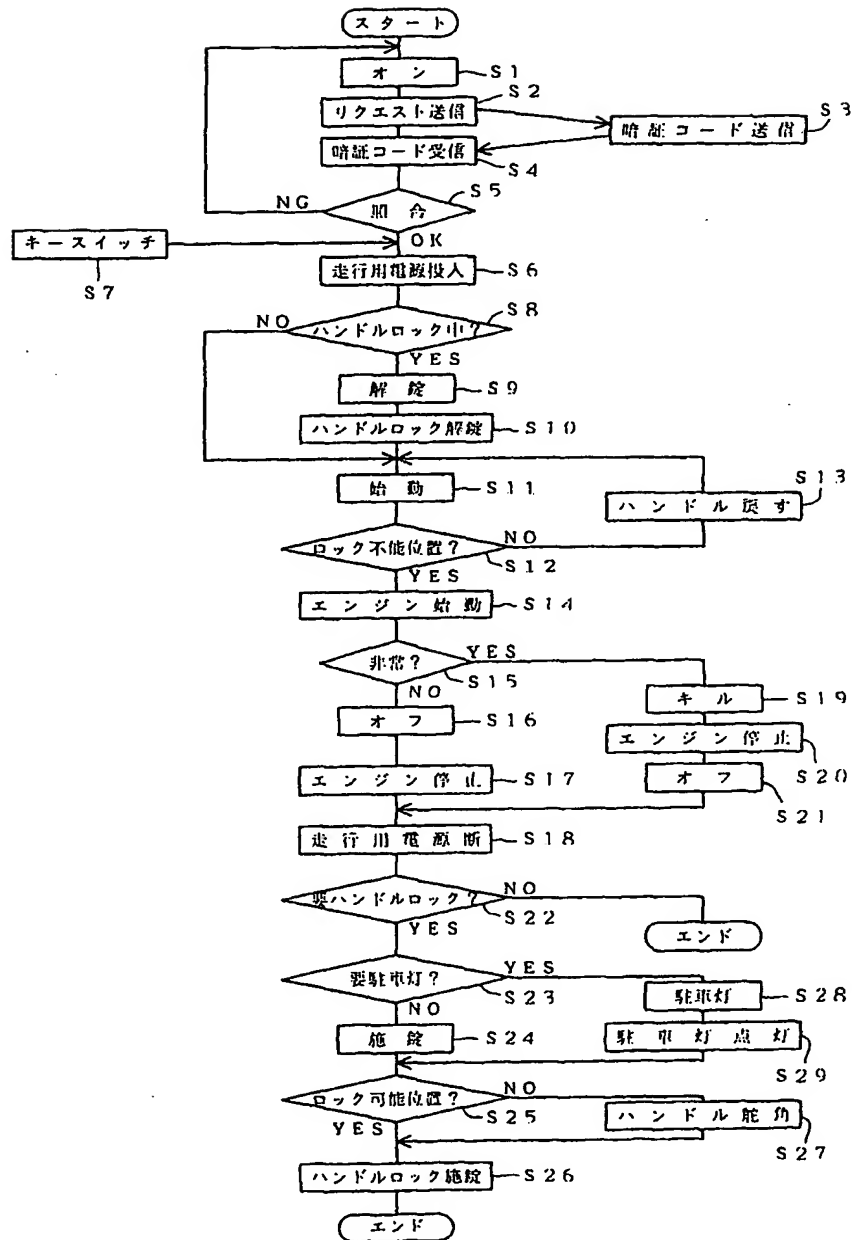 スタート
オン
S1
リクエスト送信
S2
暗証コード送信
S3
暗証コード受信
S4
照合
S5
NG
OK
キースイッチ
S7
走行用電源投入
S6
ハンドルロック中?
S8
NO
YES
解錠
S9
ハンドルロック解錠
S10
始動
S11
ハンドル戻す
S13
ロック不能位置?
NO
S12
YES
エンジン始動
S14
非常?
YES
S15
NO
オフ
S16
キル
S19
エンジン停止
S17
エンジン停止
S20
オフ
S21
走行用電源断
S18
要ハンドルロック?
NO
S22
YES
エンド
要駐車灯?
YES
S23
NO
駐車灯
S28
施錠
S24
駐車灯点灯
S29
ロック可能位置?
NO
S25
YES
ハンドル舵角
S27
ハンドルロック施錠
S26
エンド